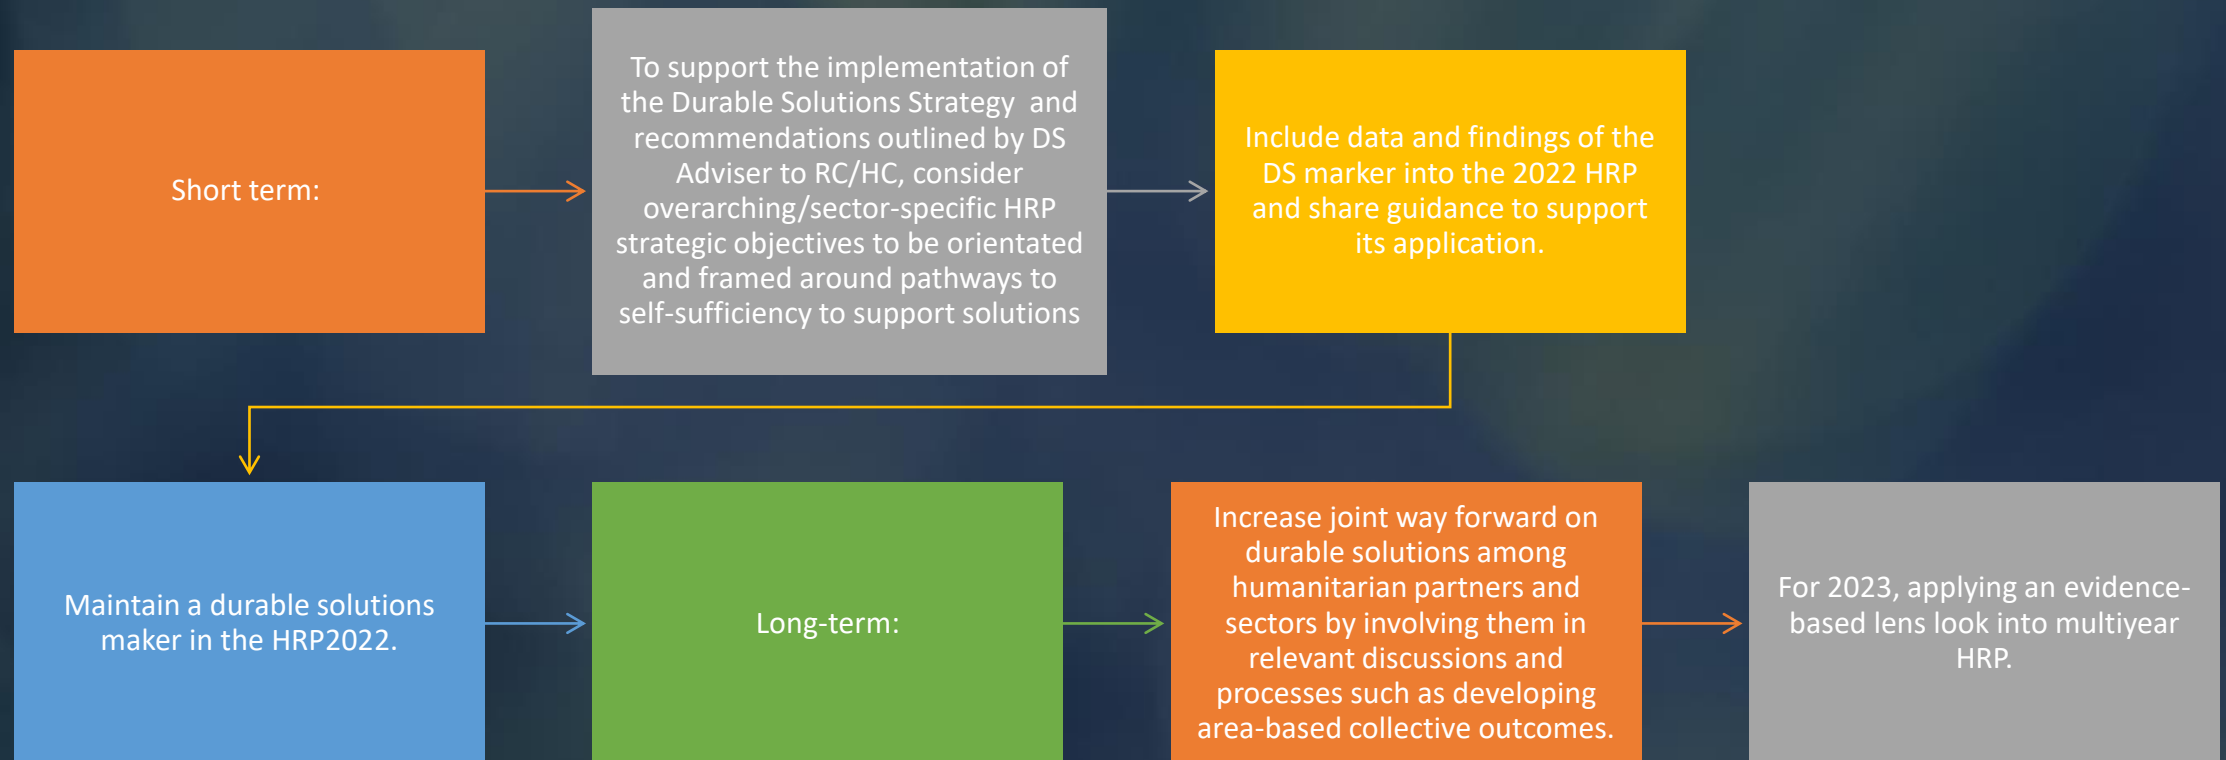 Short term:
To support the implementation of
the Durable Solutions Strategy and
recommendations outlined by DS
Adviser to RC/HC, consider
overarching/sector-specific HRP
strategic objectives to be orientated
and framed around pathways to
self-sufficiency to support solutions
Include data and findings of the
DS marker into the 2022 HRP
and share guidance to support
its application.
Maintain a durable solutions
maker in the HRP2022.
Long-term:
Increase joint way forward on
durable solutions among
humanitarian partners and
sectors by involving them in
relevant discussions and
processes such as developing
area-based collective outcomes.
For 2023, applying an evidence-
based lens look into multiyear
HRP.